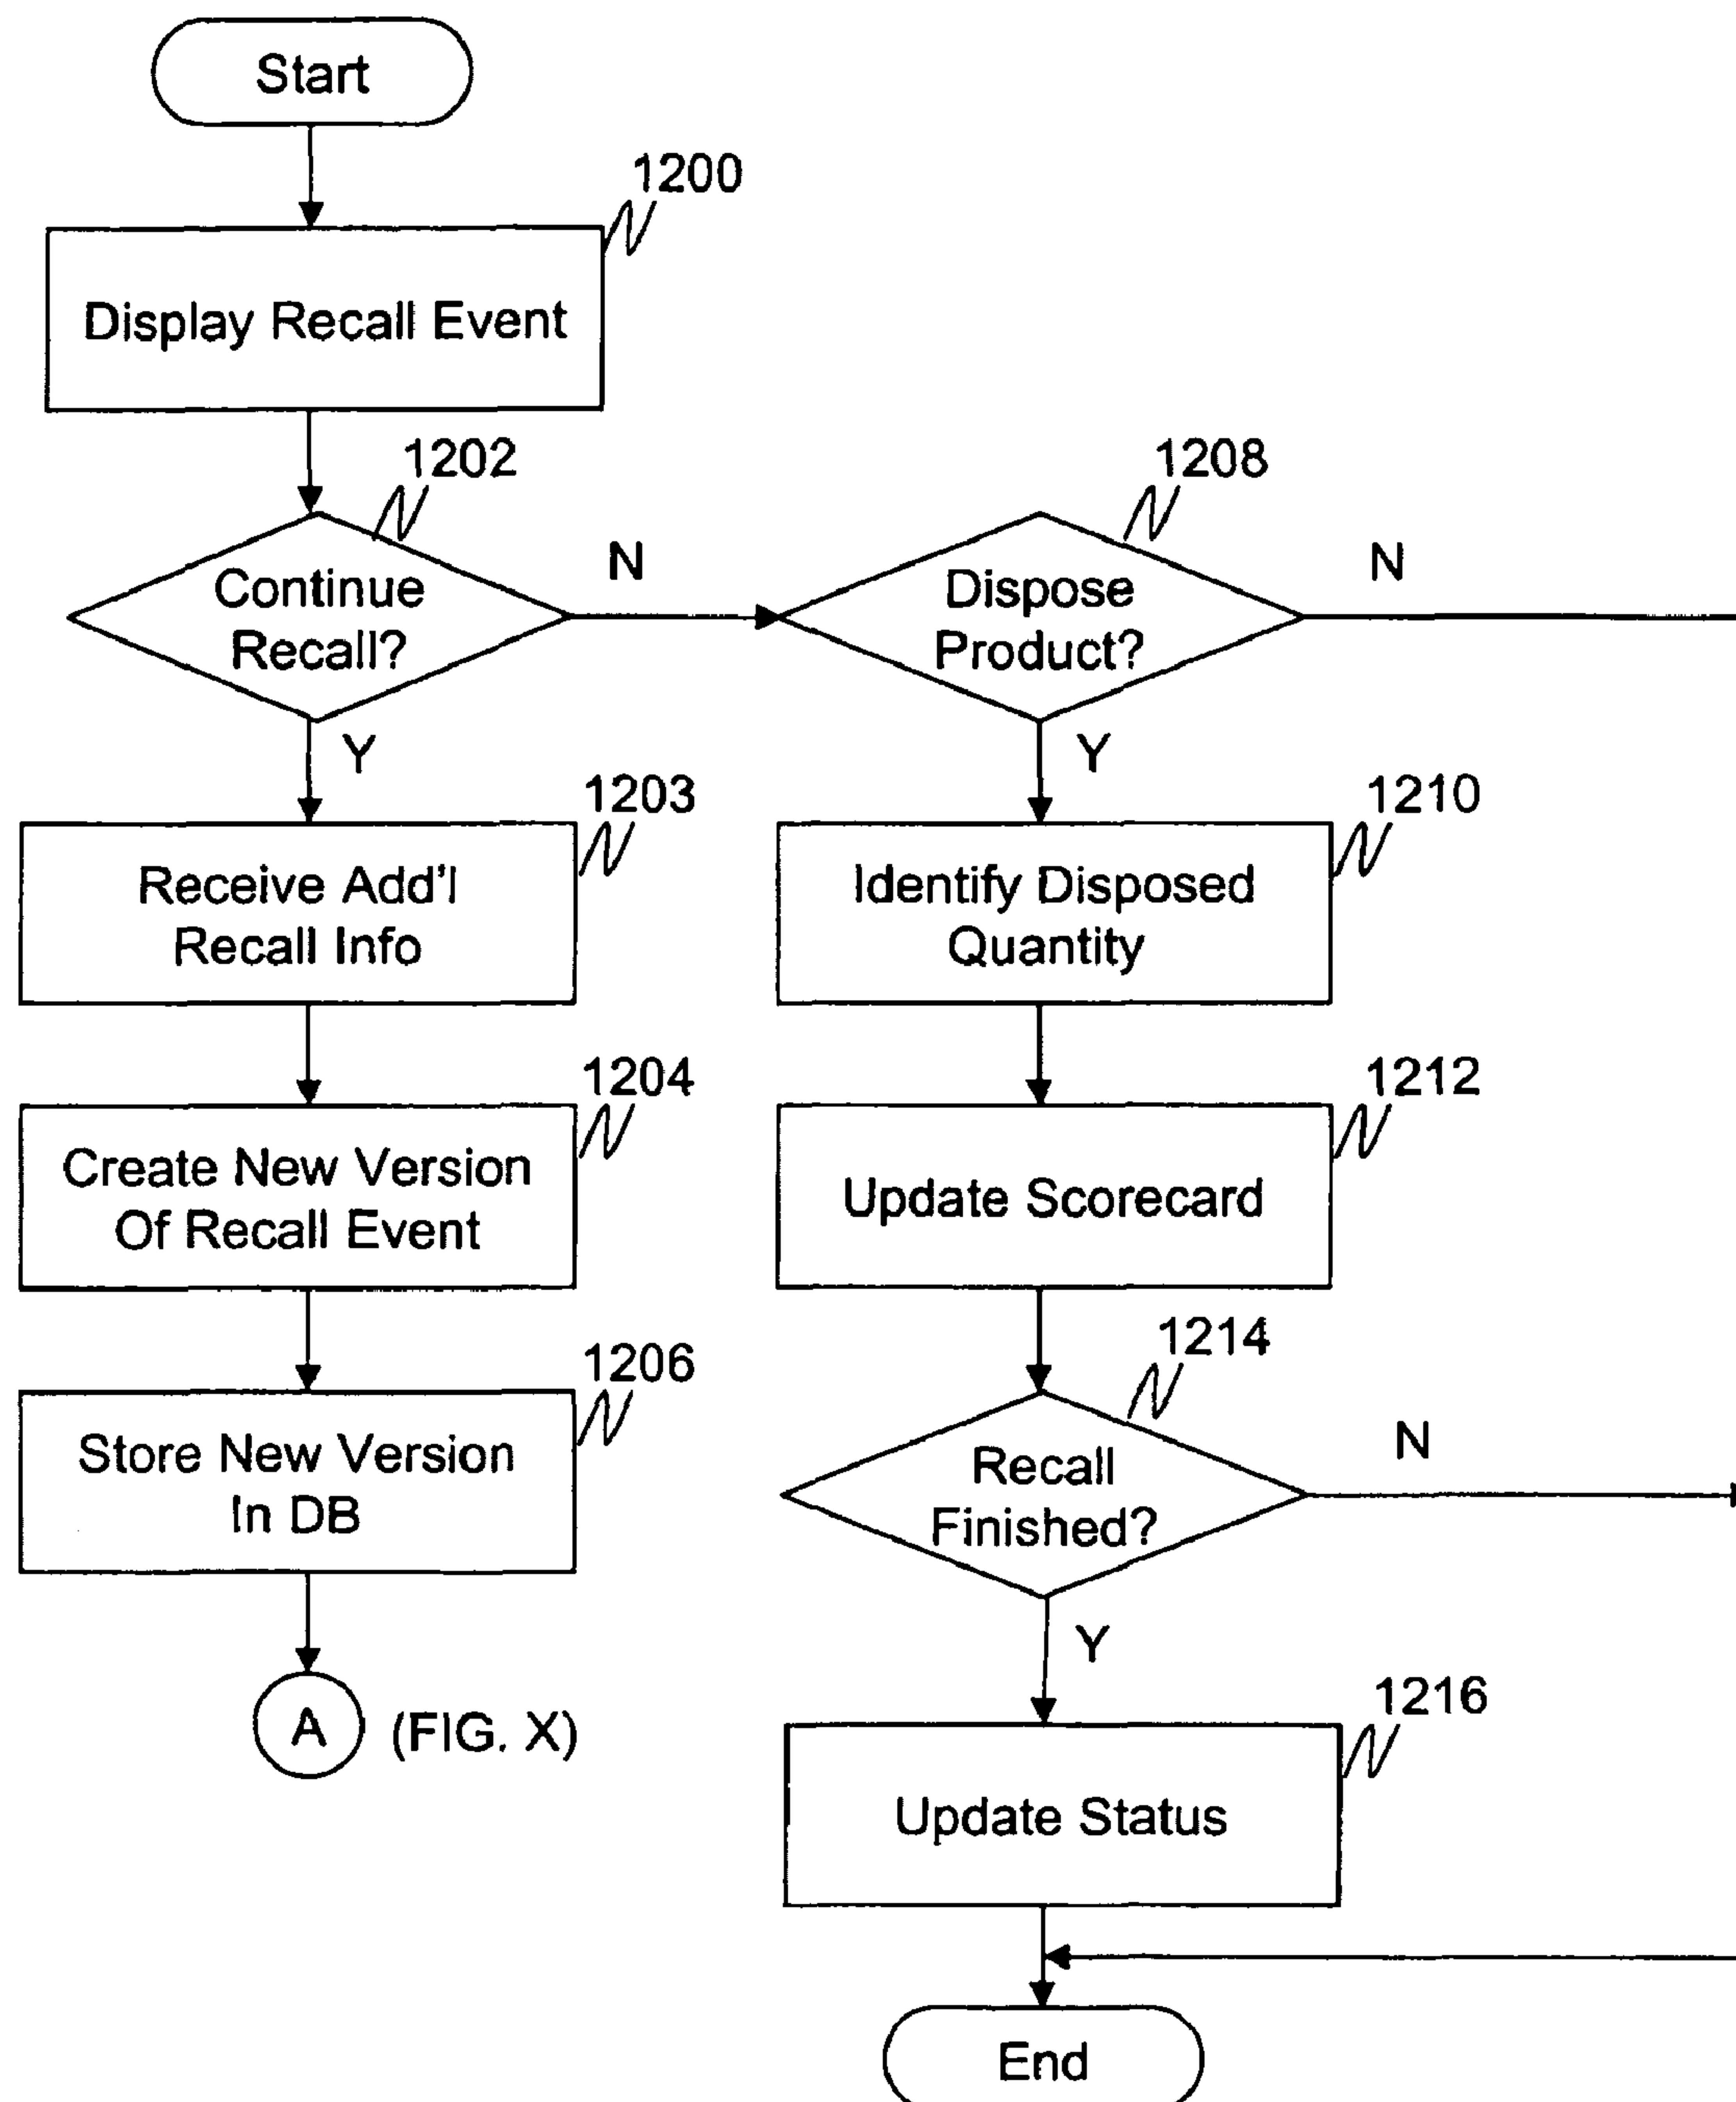 Start
1200
Display Recall Event
1202
Continue
Recall?
N
Y
1203
Receive Add'l
Recall Info
1204
Create New Version
Of Recall Event
1206
Store New Version
In DB
A
(FIG. X)
1208
Dispose
Product?
N
Y
1210
Identify Disposed
Quantity
1212
Update Scorecard
1214
Recall
Finished?
N
Y
1216
Update Status
End